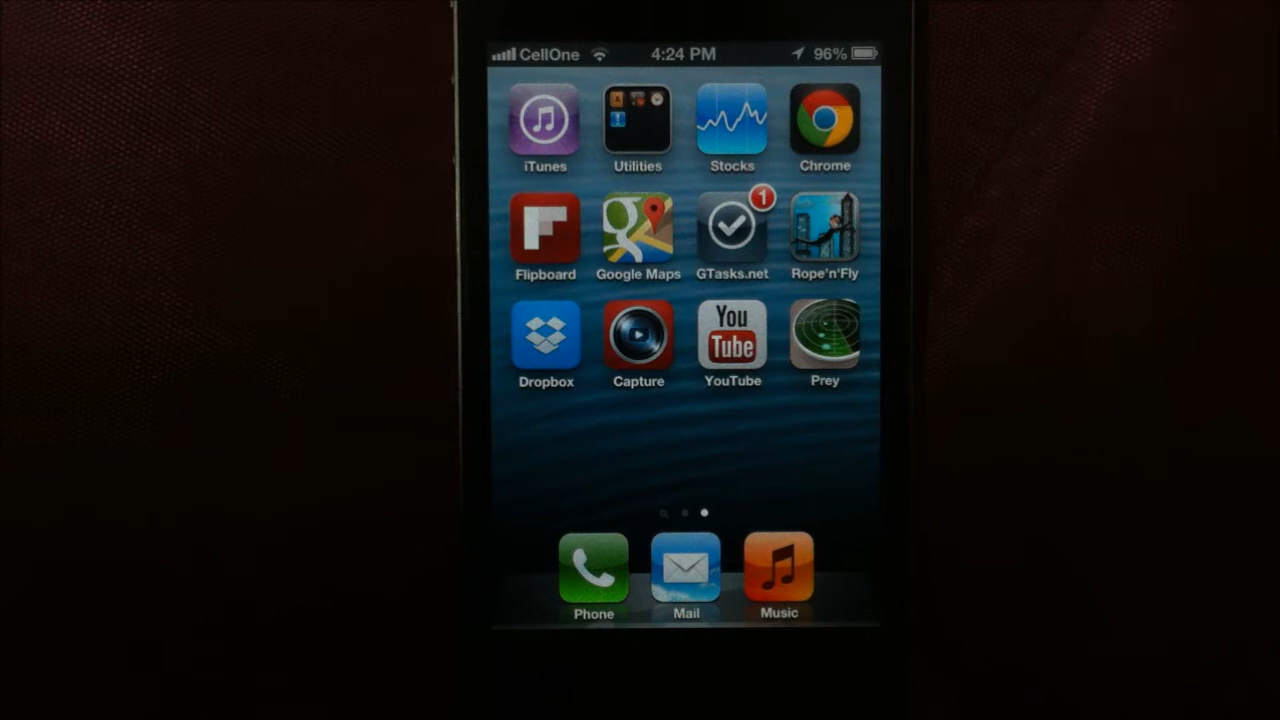 CellOne 4:24 PM 96%
iTunes Utilities Stocks Chrome
1
Flipboard Google Maps GTasks.net Rope'n'Fly
You
Tube
Dropbox Capture YouTube Prey
Phone Mail Music